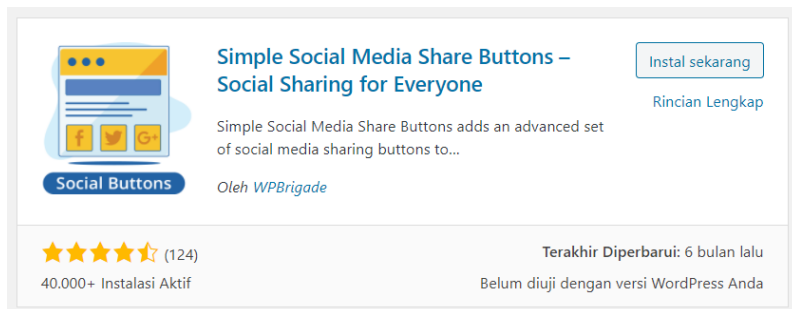 Simple Social Media Share Buttons –
Social Sharing for Everyone
Instal sekarang
Rincian Lengkap
Simple Social Media Share Buttons adds an advanced set
of social media sharing buttons to...
Oleh WPBrigade
f G+
Social Buttons
(124)
Terakhir Diperbarui: 6 bulan lalu
40.000+ Instalasi Aktif
Belum diuji dengan versi WordPress Anda